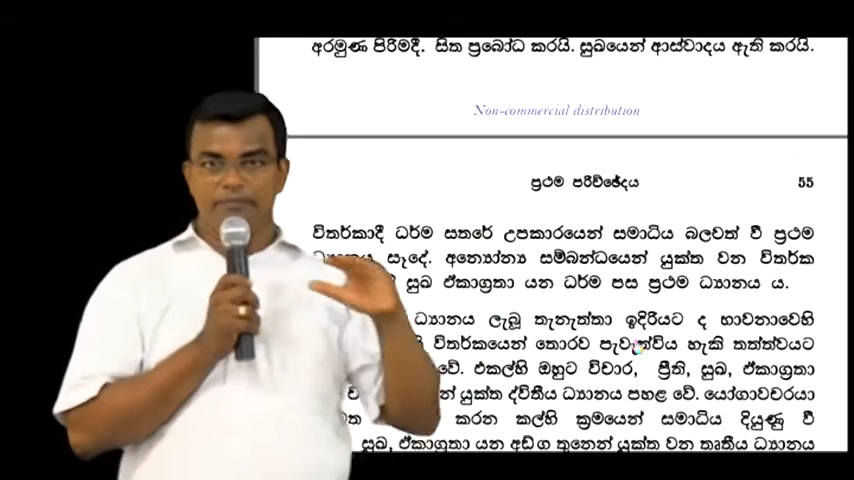 අරමුණ පිරිමදී. සිත ප්‍රබෝධ කරයි. සුඛයෙන් ආස්වාදය ඇති කරයි.
Non-commercial distribution
ප්‍රථම පරිච්ඡේදය 55
විතර්කාදී ධර්ම සතරේ උපකාරයෙන් සමාධිය බලවත් වී ප්‍රථම
සෑදේ. අන්‍යෝන්‍ය සම්බන්ධයෙන් යුක්ත වන විතර්ක
සුඛ ඒකාග්‍රතා යන ධර්ම පස ප්‍රථම ධ්‍යානය ය.
ධ්‍යානය ලැබූ තැනැත්තා ඉදිරියට ද භාවනාවෙහි
විතර්කයෙන් තොරව පැවැත්විය හැකි තත්ත්වයට
වේ. එකල්හි ඔහුට විචාර, ප්‍රීති, සුඛ, ඒකාග්‍රතා
යුක්ත ද්විතීය ධ්‍යානය පහළ වේ. යෝගාවචරයා
කරන කල්හි ක්‍රමයෙන් සමාධිය දියුණු වී
සුඛ, ඒකාග්‍රතා යන අඞ්ග තුනෙන් යුක්ත වන තෘතීය ධ්‍යානය